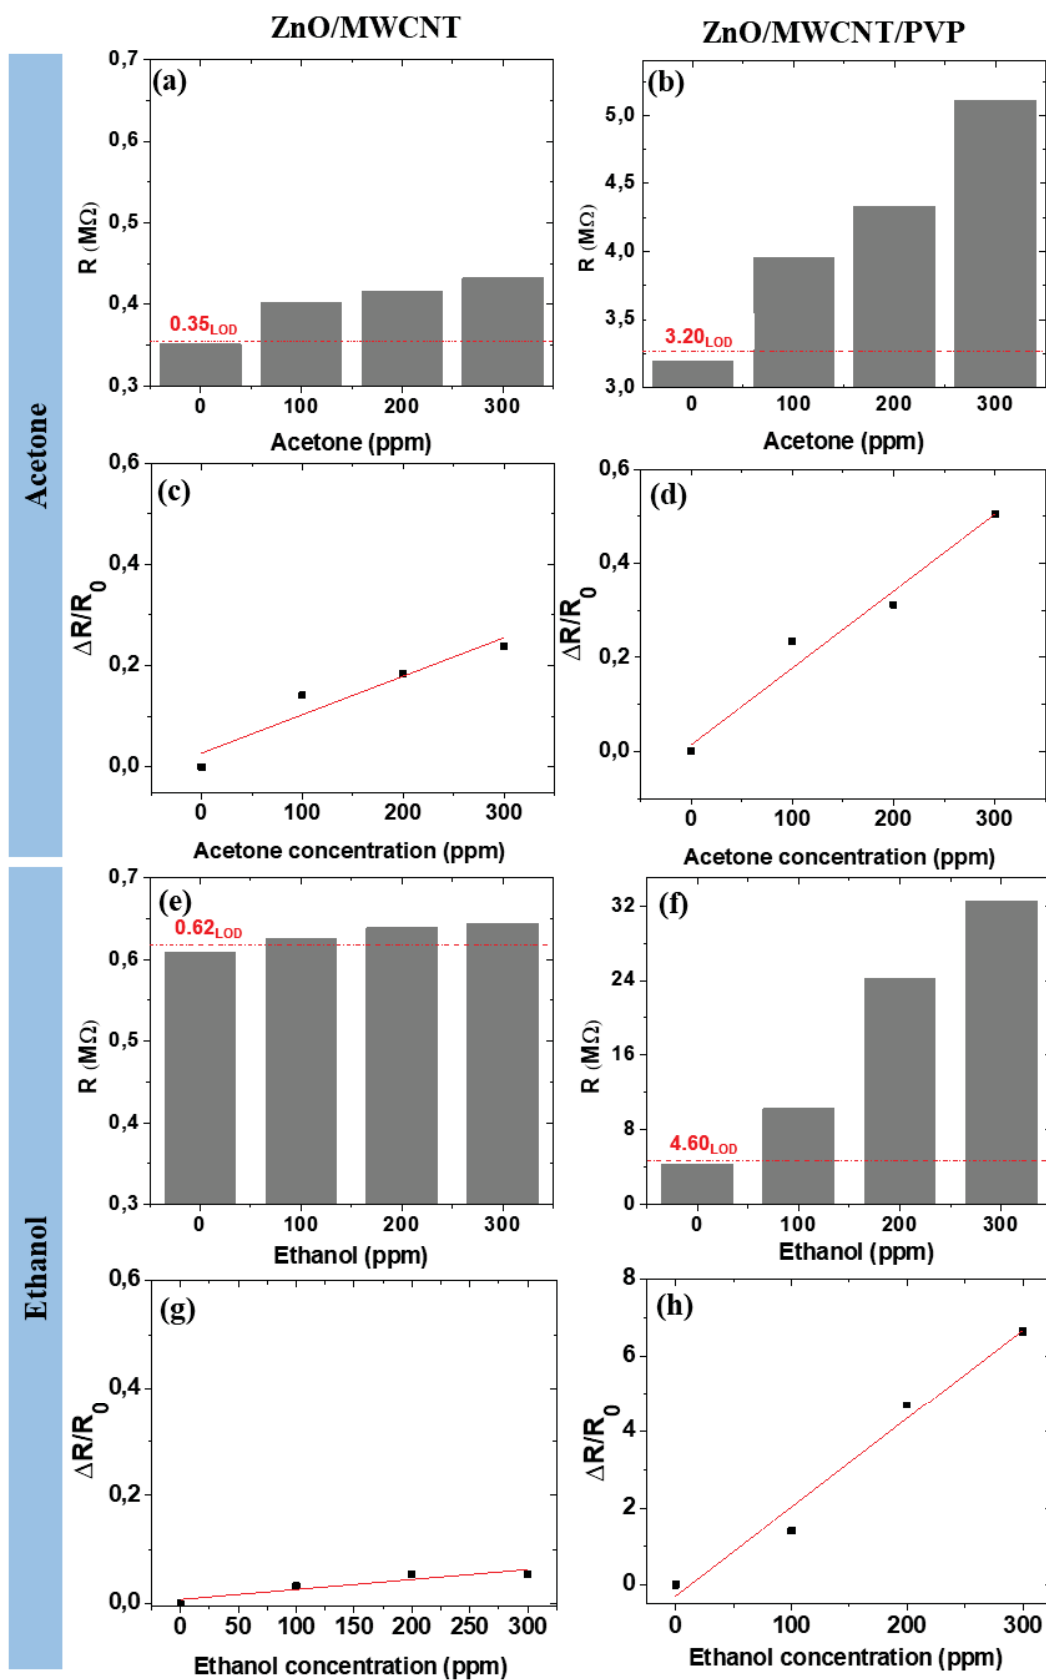 ZnO/MWCNT
ZnO/MWCNT/PVP
Acetone
(a)
0,7
0,6
0,5
0,4
0,3
R (MΩ)
0.35LOD
0 100 200 300
Acetone (ppm)
(b)
5,0
4,5
4,0
3,5
3,0
R (MΩ)
3.20LOD
0 100 200 300
Acetone (ppm)
(c)
0,6
0,4
0,2
0,0
ΔR/R0
0 100 200 300
Acetone concentration (ppm)
(d)
0,6
0,4
0,2
0,0
ΔR/R0
0 100 200 300
Acetone concentration (ppm)
Ethanol
(e)
0,7
0,6
0,5
0,4
0,3
R (MΩ)
0.62LOD
0 100 200 300
Ethanol (ppm)
(f)
32
24
16
8
0
R (MΩ)
4.60LOD
0 100 200 300
Ethanol (ppm)
(g)
0,6
0,4
0,2
0,0
ΔR/R0
0 50 100 150 200 250 300
Ethanol concentration (ppm)
(h)
8
6
4
2
0
ΔR/R0
0 100 200 300
Ethanol concentration (ppm)